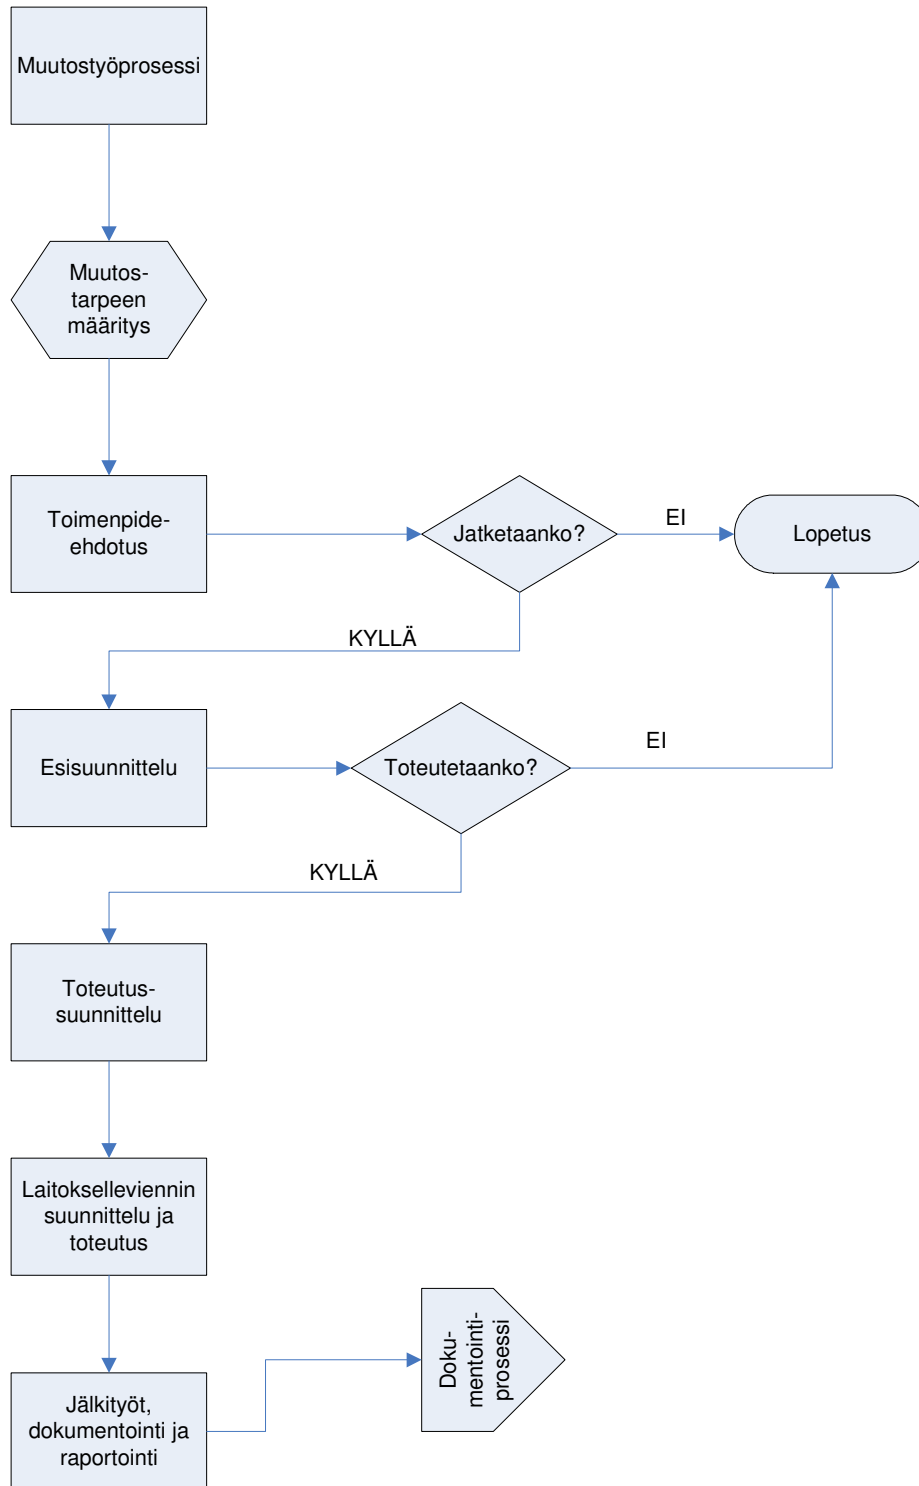 Muutostyöprosessi
Muutos-
tarpeen
määritys
Toimenpide-
ehdotus
Jatketaanko?
EI
Lopetus
KYLLÄ
Esisuunnittelu
Toteutetaanko?
EI
KYLLÄ
Toteutus-
suunnittelu
Laitokselleviennin
suunnittelu ja
toteutus
Doku-
mentointi-
prosessi
Jälkityöt,
dokumentointi ja
raportointi